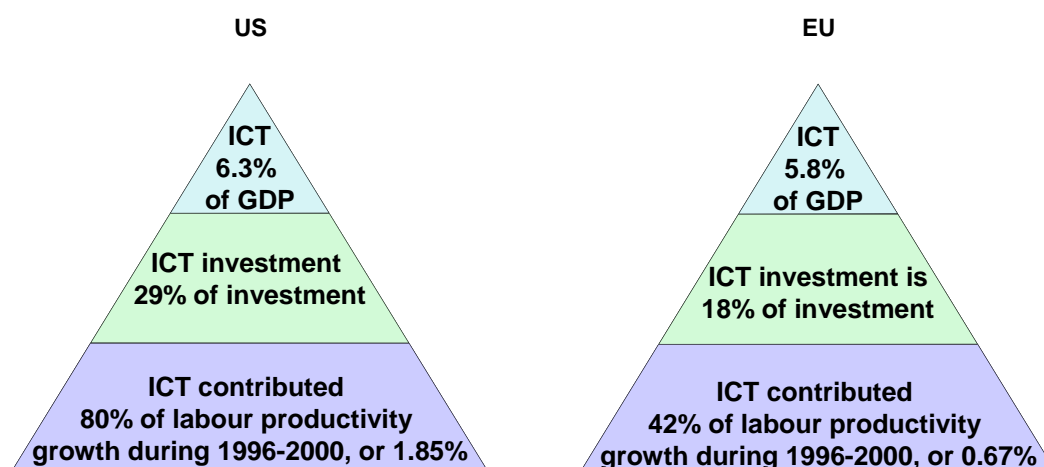 US
ICT
6.3%
of GDP
ICT investment
29% of investment
ICT contributed
80% of labour productivity
growth during 1996-2000, or 1.85%
EU
ICT
5.8%
of GDP
ICT investment is
18% of investment
ICT contributed
42% of labour productivity
growth during 1996-2000, or 0.67%